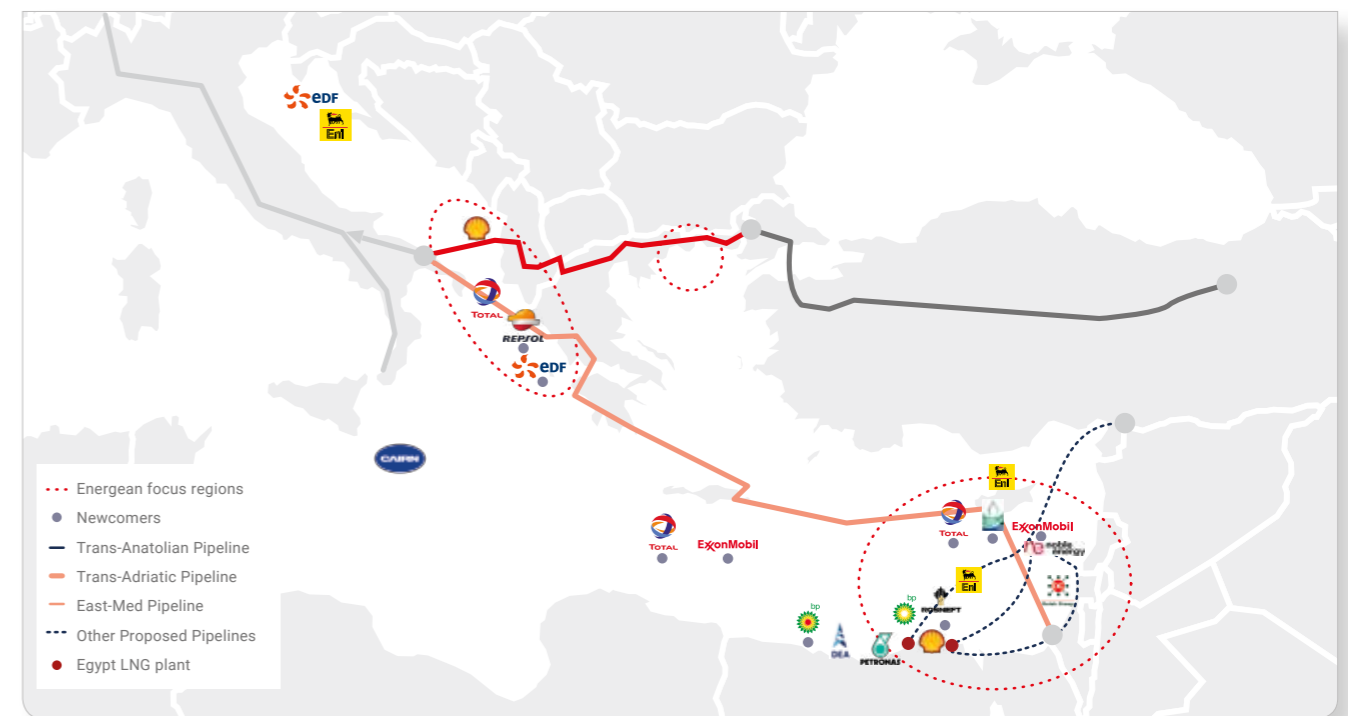 eDF
EnI
TOTAL
REPSOL
eDF
CAIRN
Energean focus regions
Newcomers
Trans-Anatolian Pipeline
Trans-Adriatic Pipeline
East-Med Pipeline
Other Proposed Pipelines
Egypt LNG plant
EnI
TOTAL
ExxonMobil
TOTAL
ExxonMobil
noble energy
EnI
bp
bp
ROSNEFT
DEA
PETRONAS